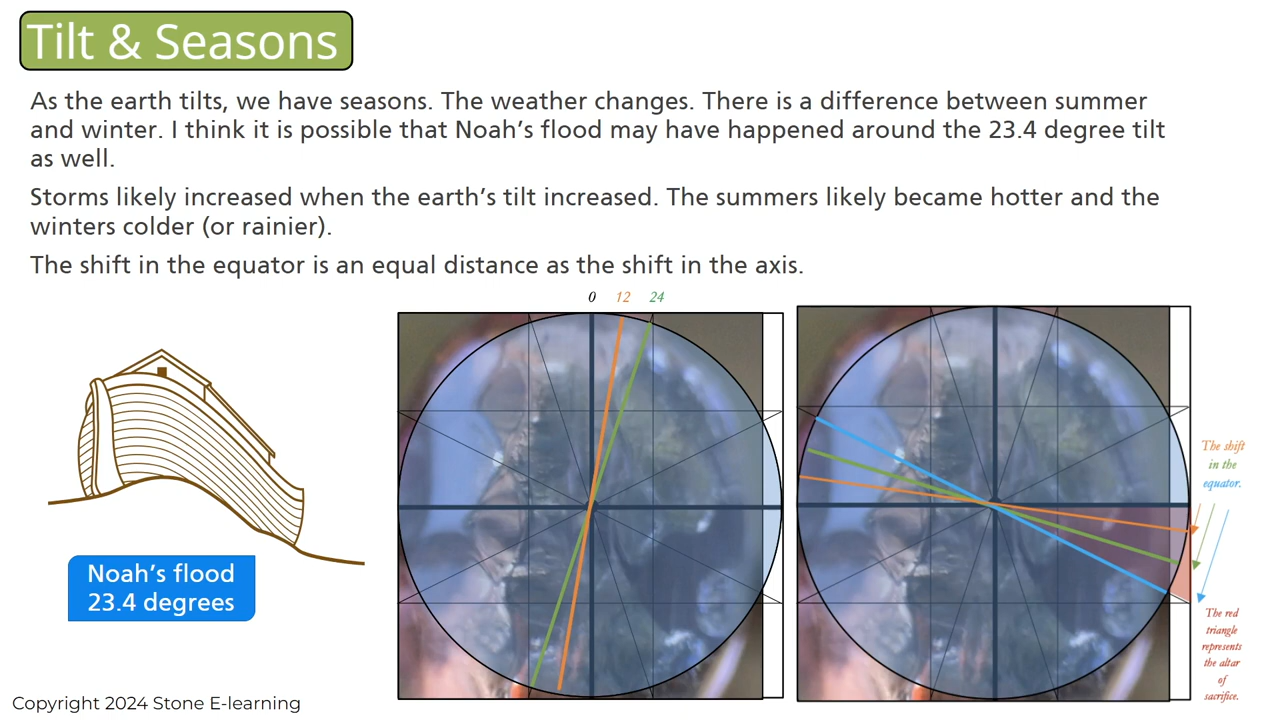 Tilt & Seasons
As the earth tilts, we have seasons. The weather changes. There is a difference between summer
and winter. I think it is possible that Noah's flood may have happened around the 23.4 degree tilt
as well.
Storms likely increased when the earth's tilt increased. The summers likely became hotter and the
winters colder (or rainier).
The shift in the equator is an equal distance as the shift in the axis.
0 12 24
The shift
in the
equator.
The red
triangle
represents
the altar
of
sacrifice.
Noah's flood
23.4 degrees
Copyright 2024 Stone E-learning